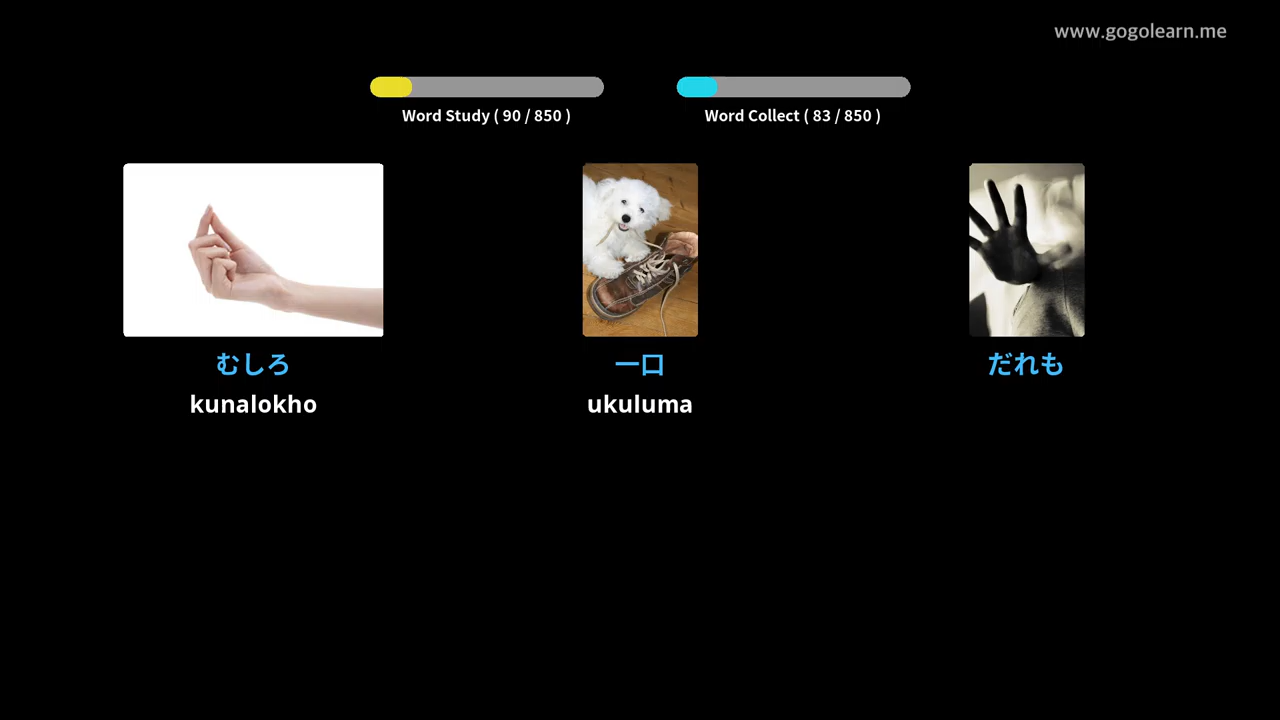 www.gogolearn.me
Word Study ( 90 / 850 )
Word Collect ( 83 / 850 )
むしろ
一口
だれも
kunalokho
ukuluma